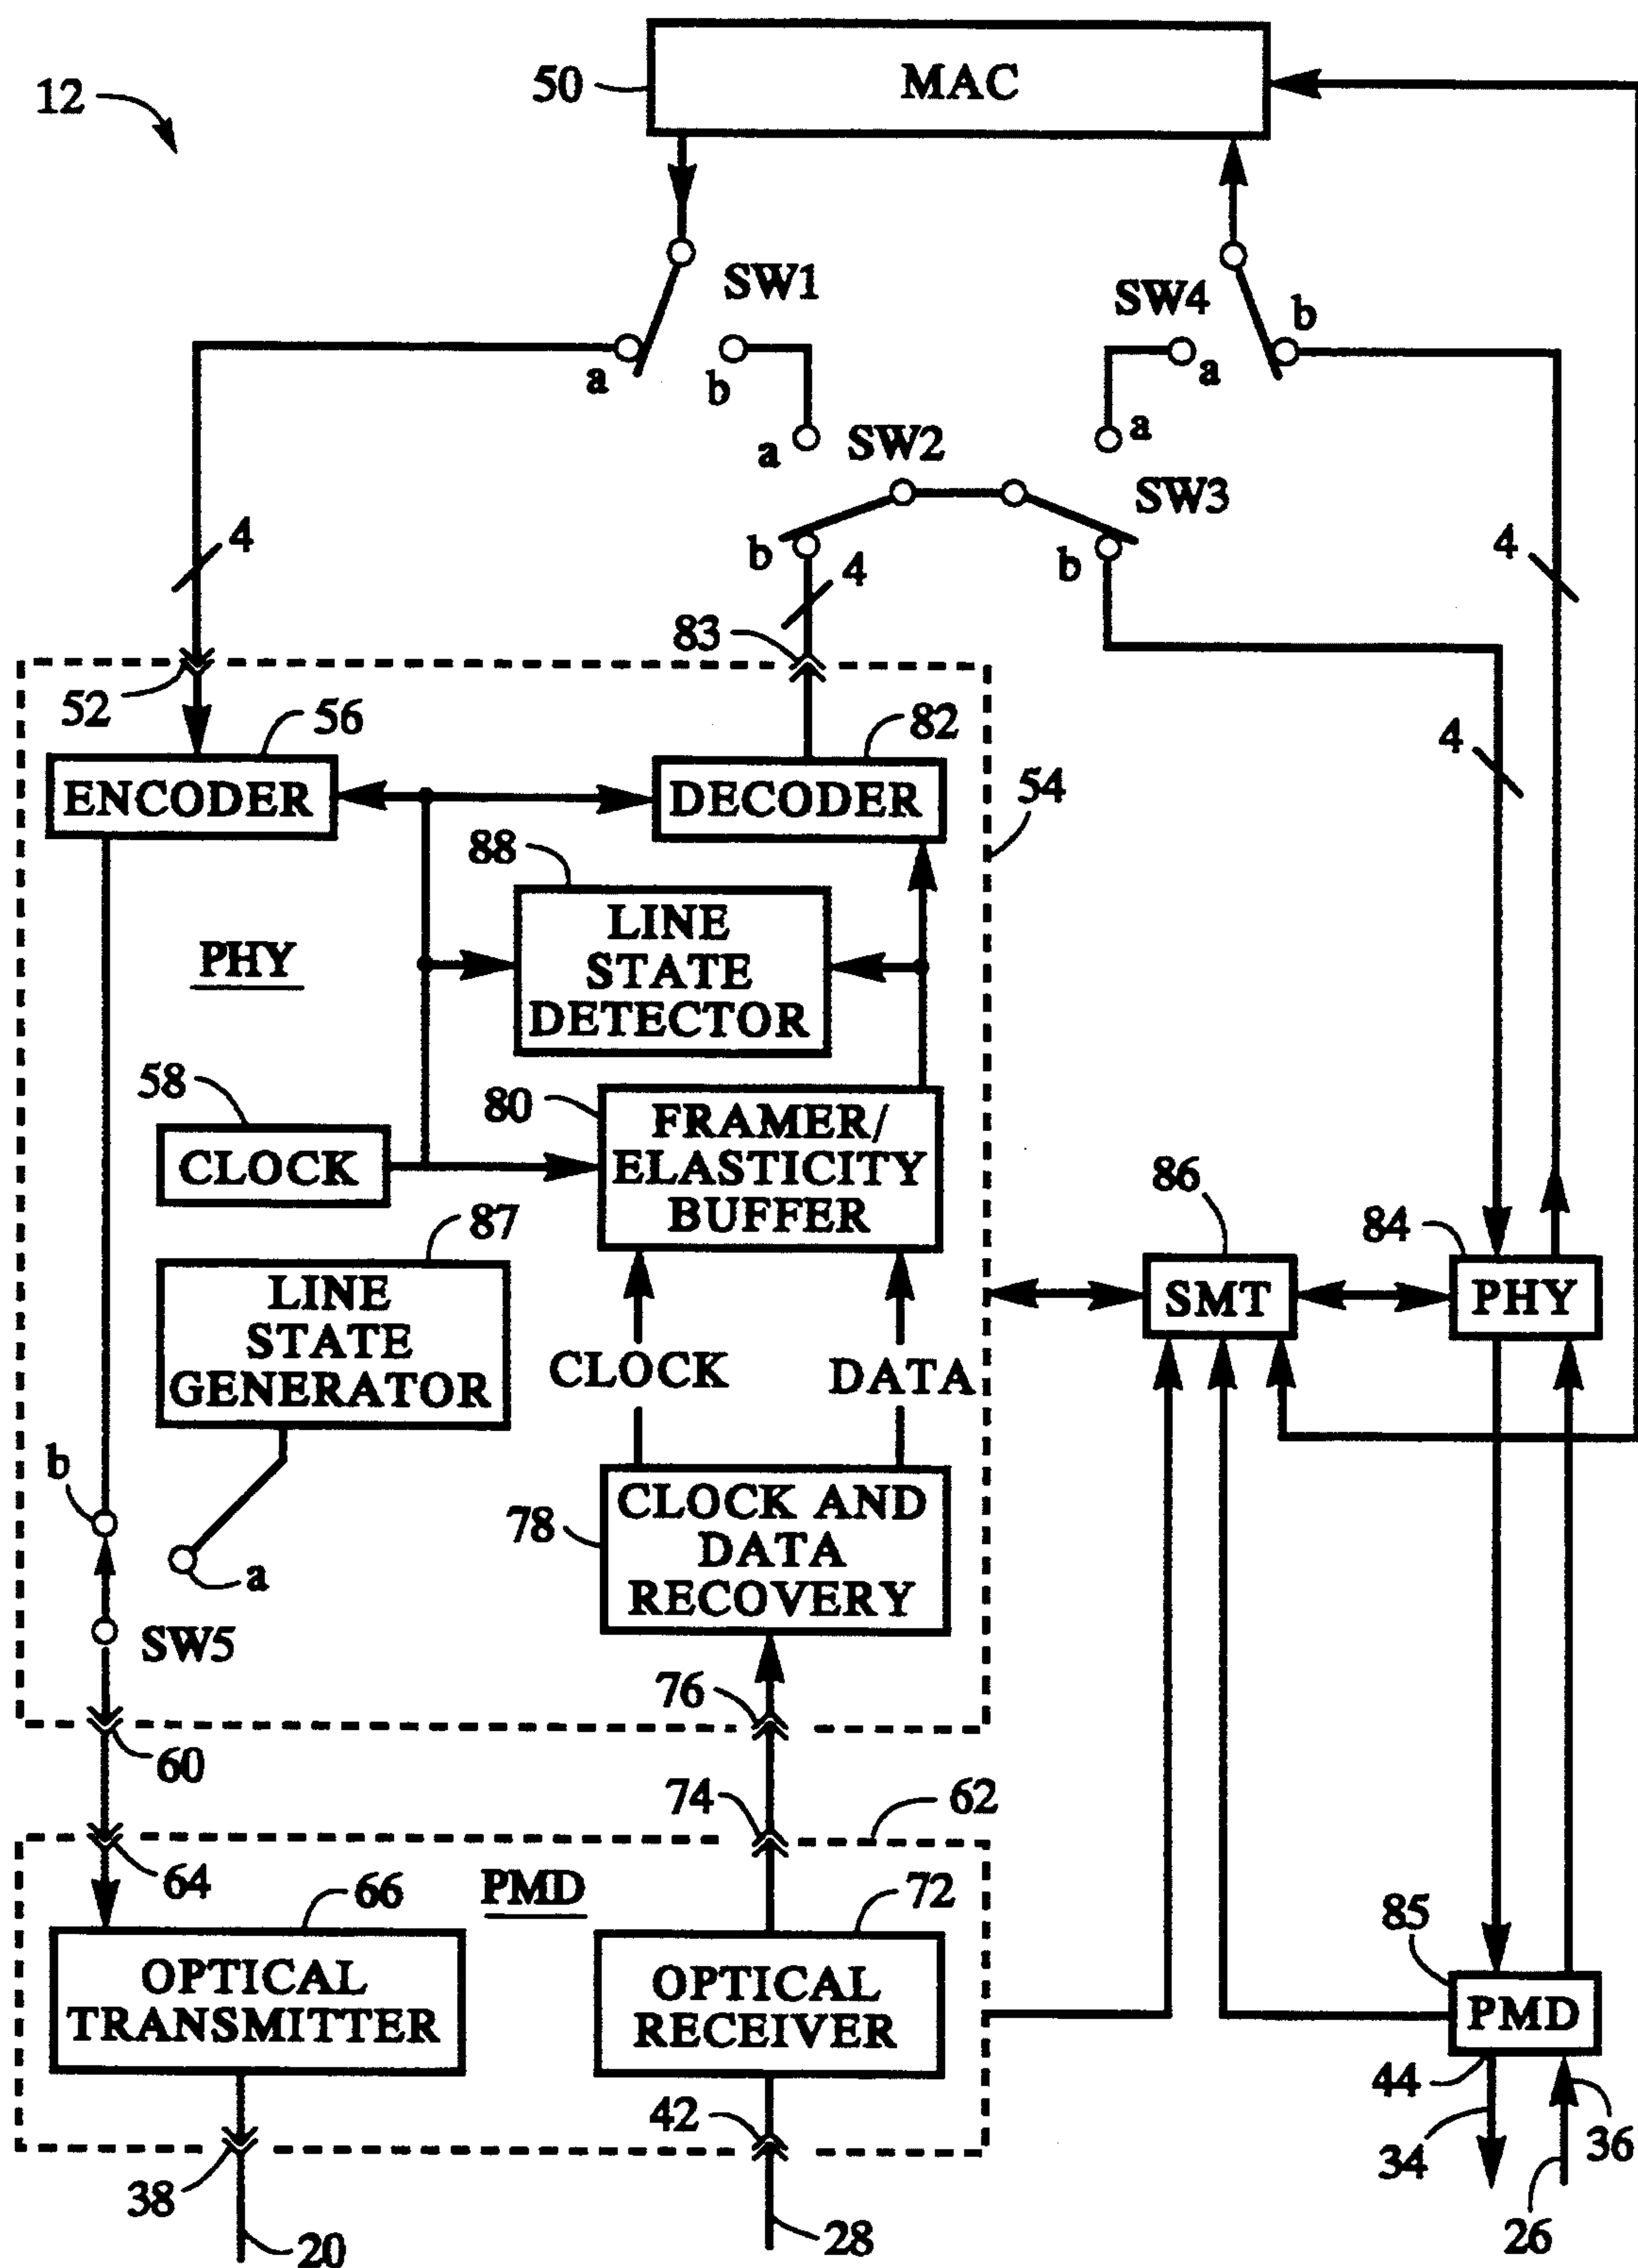 12
50
MAC
SW1
SW4
a
b
a
b
a
a
SW2
SW3
b
b
4
4
4
4
83
52
56
82
54
ENCODER
DECODER
88
LINE
STATE
DETECTOR
PHY
58
CLOCK
80
FRAMER/
ELASTICITY
BUFFER
87
LINE
STATE
GENERATOR
CLOCK
DATA
86
SMT
84
PHY
b
a
SW5
78
CLOCK AND
DATA
RECOVERY
76
60
74
62
64
66
PMD
72
OPTICAL
TRANSMITTER
OPTICAL
RECEIVER
85
PMD
44
34
36
26
42
38
20
28